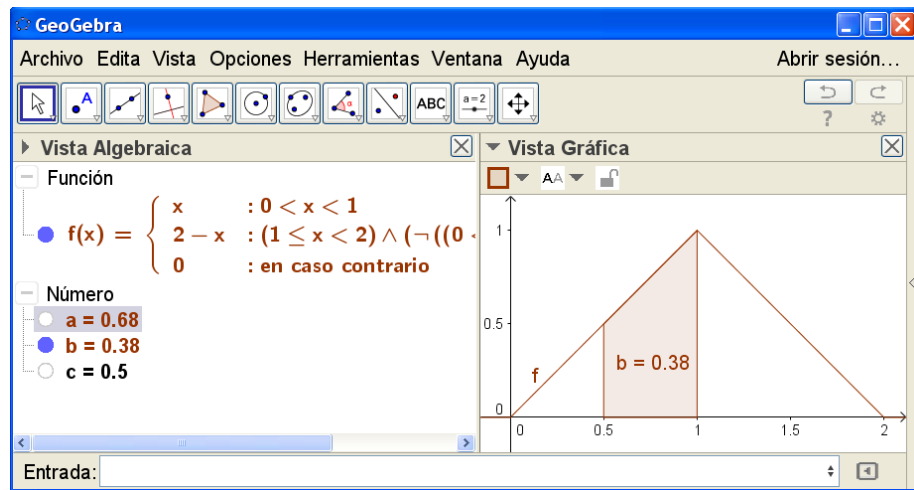 GeoGebra
Archivo Edita Vista Opciones Herramientas Ventana Ayuda Abrir sesión...
A α ABC a=2
Vista Algebraica
Función
f(x) = { x : 0 < x < 1
2 − x : (1 ≤ x < 2) ∧ (¬ ((0 <
0 : en caso contrario
Número
a = 0.68
b = 0.38
c = 0.5
Vista Gráfica
AA
1
0.5
0
f
b = 0.38
0 0.5 1 1.5 2
Entrada: